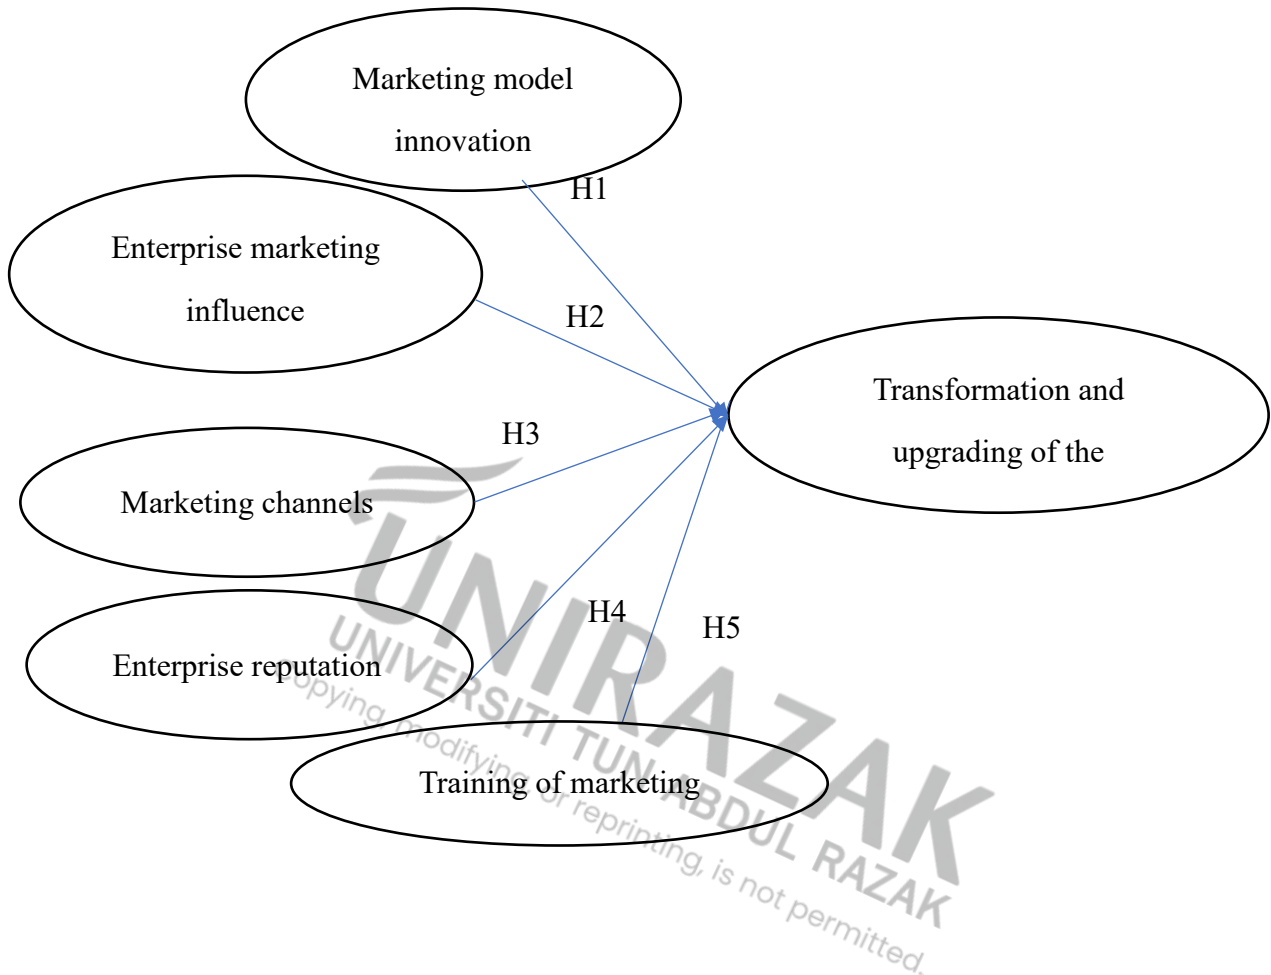 Marketing model
innovation
H1
Enterprise marketing
influence
H2
Transformation and
upgrading of the
H3
Marketing channels
H4
H5
Enterprise reputation
Training of marketing
UNIRAZAK
UNIVERSITI TUN ABDUL RAZAK
Copying, modifying, or reprinting, is not permitted.